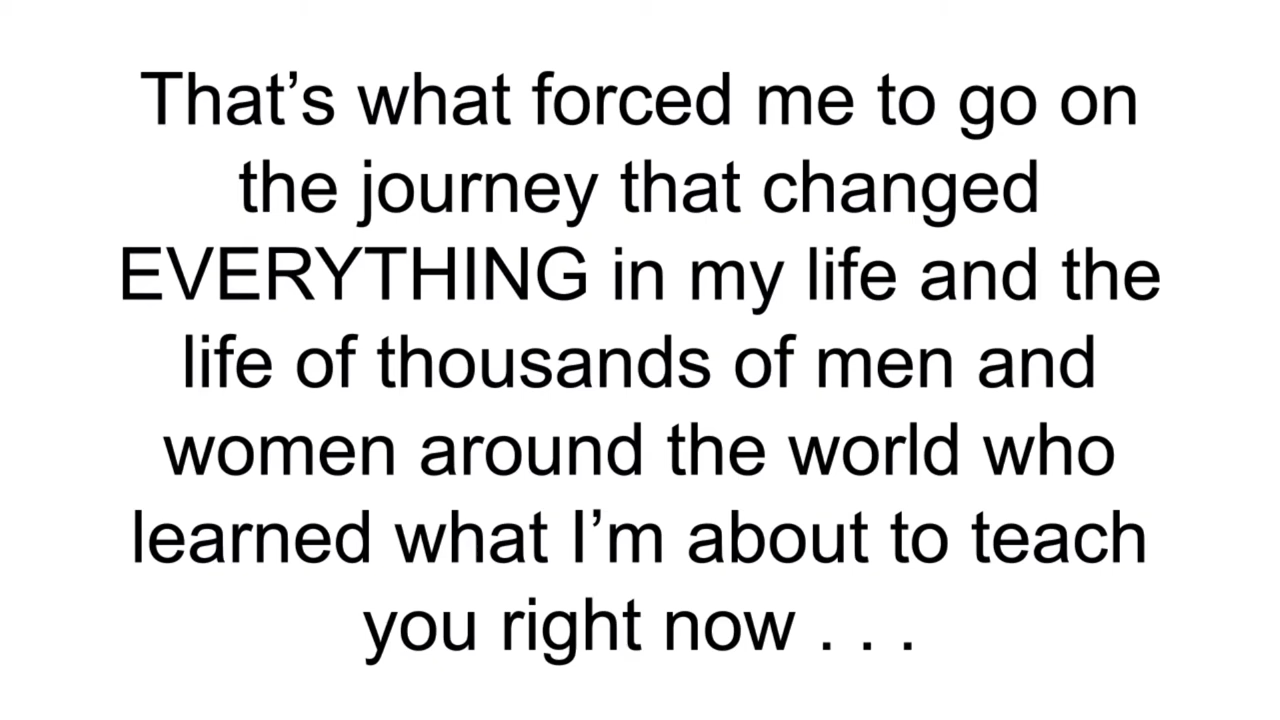 That’s what forced me to go on
the journey that changed
EVERYTHING in my life and the
life of thousands of men and
women around the world who
learned what I’m about to teach
you right now . . .